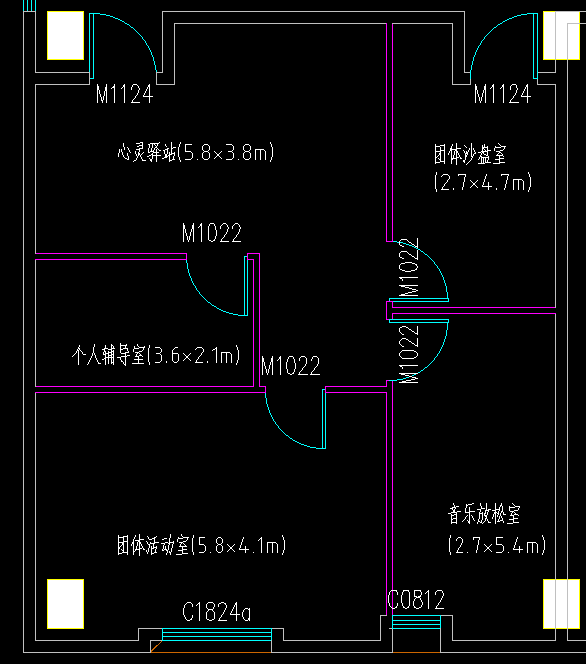 M1124
M1124
心灵驿站(5.8×3.8m)
团体沙盘室
(2.7×4.7m)
M1022
M1022
M1022
个人辅导室(3.6×2.1m)
M1022
音乐放松室
(2.7×5.4m)
团体活动室(5.8×4.1m)
C1824a
C0812